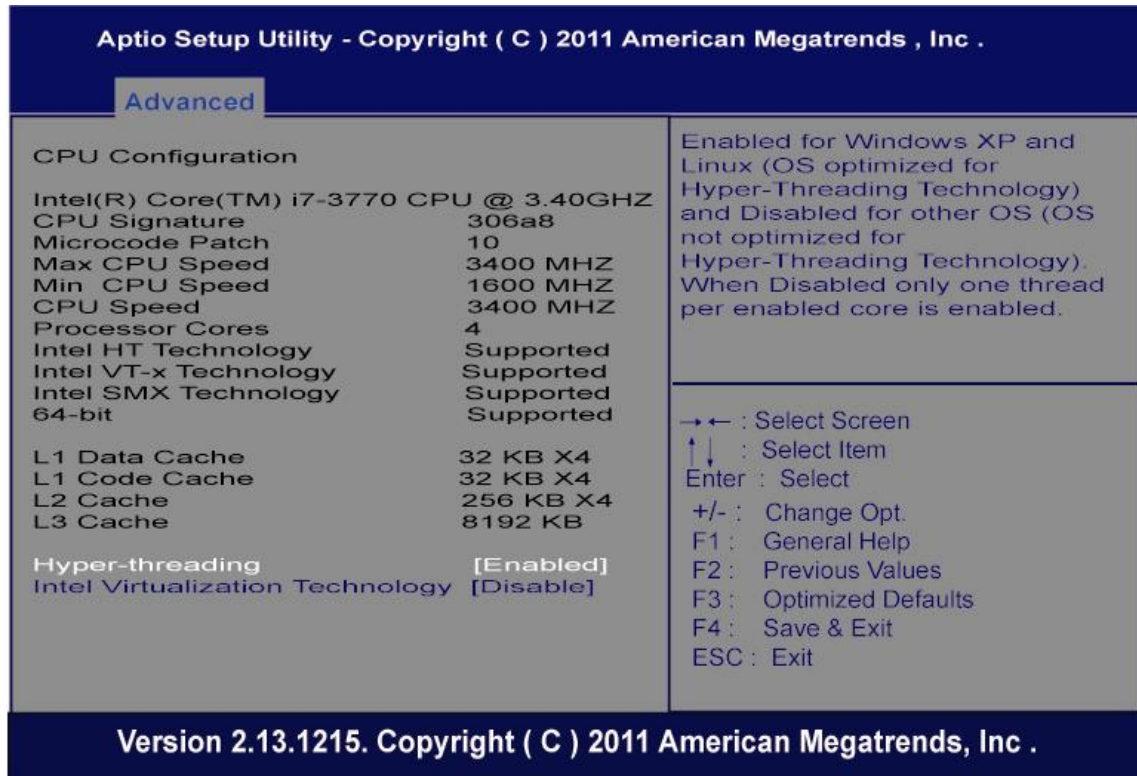 Aptio Setup Utility - Copyright ( C ) 2011 American Megatrends , Inc .
Advanced
CPU Configuration
Intel(R) Core(TM) i7-3770 CPU @ 3.40GHZ
CPU Signature 306a8
Microcode Patch 10
Max CPU Speed 3400 MHZ
Min CPU Speed 1600 MHZ
CPU Speed 3400 MHZ
Processor Cores 4
Intel HT Technology Supported
Intel VT-x Technology Supported
Intel SMX Technology Supported
64-bit Supported
L1 Data Cache 32 KB X4
L1 Code Cache 32 KB X4
L2 Cache 256 KB X4
L3 Cache 8192 KB
Hyper-threading [Enabled]
Intel Virtualization Technology [Disable]
Enabled for Windows XP and
Linux (OS optimized for
Hyper-Threading Technology)
and Disabled for other OS (OS
not optimized for
Hyper-Threading Technology).
When Disabled only one thread
per enabled core is enabled.
→← : Select Screen
↑↓ : Select Item
Enter : Select
+/- : Change Opt.
F1 : General Help
F2 : Previous Values
F3 : Optimized Defaults
F4 : Save & Exit
ESC : Exit
Version 2.13.1215. Copyright ( C ) 2011 American Megatrends, Inc .